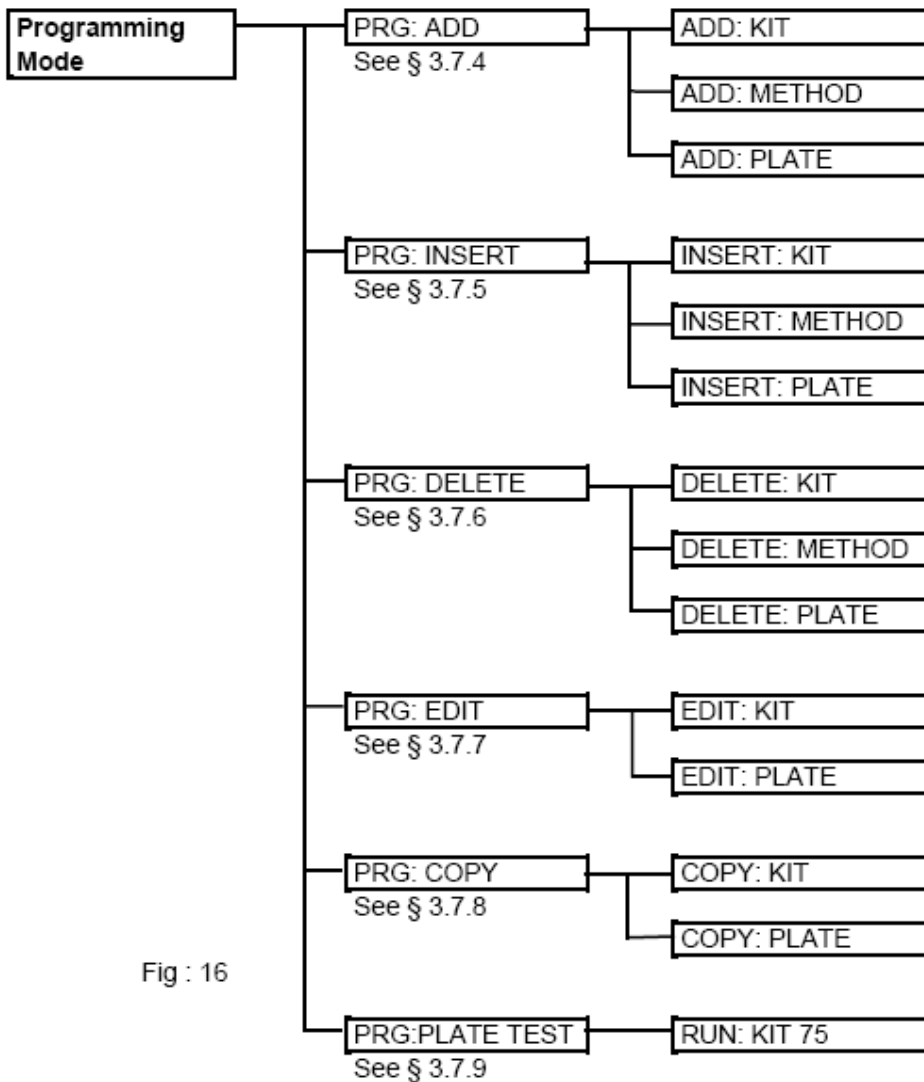 Programming
Mode
PRG: ADD
See § 3.7.4
ADD: KIT
ADD: METHOD
ADD: PLATE
PRG: INSERT
See § 3.7.5
INSERT: KIT
INSERT: METHOD
INSERT: PLATE
PRG: DELETE
See § 3.7.6
DELETE: KIT
DELETE: METHOD
DELETE: PLATE
PRG: EDIT
See § 3.7.7
EDIT: KIT
EDIT: PLATE
PRG: COPY
See § 3.7.8
COPY: KIT
COPY: PLATE
Fig : 16
PRG:PLATE TEST
See § 3.7.9
RUN: KIT 75